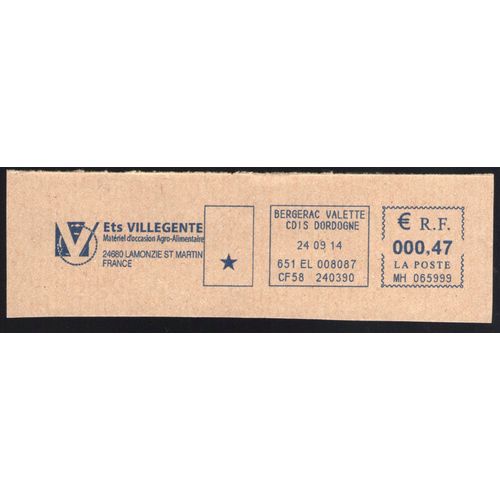 V
Ets VILLEGENTE
Matériel d'occasion Agro-Alimentaire
24680 LAMONZIE ST MARTIN
FRANCE
BERGERAC VALETTE
CDIS DORDOGNE
24 09 14
651 EL 008087
CF58 240390
€ R.F.
000,47
LA POSTE
MH 065999